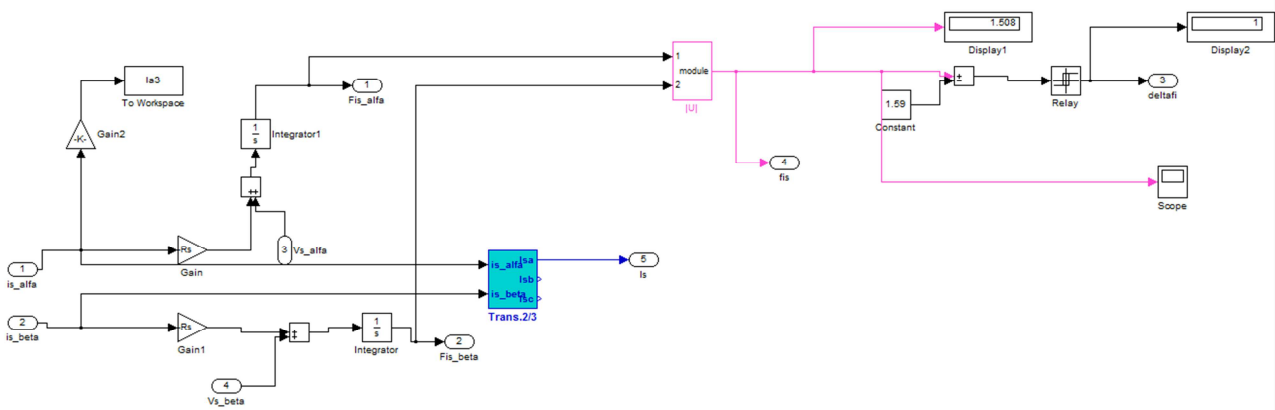 1.508
Display1
1
Display2
1
2
module
|U|
Ia3
To Workspace
1
Fis_alfa
±
1.59
Constant
Relay
3
deltafi
-K-
Gain2
1
s
Integrator1
4
fis
++
Scope
Rs
Gain
3
Vs_alfa
1
is_alfa
is_alfa
is_beta
Isa
Isb
Isc
Trans.2/3
5
Is
2
is_beta
Rs
Gain1
1
s
Integrator
2
Fis_beta
4
Vs_beta